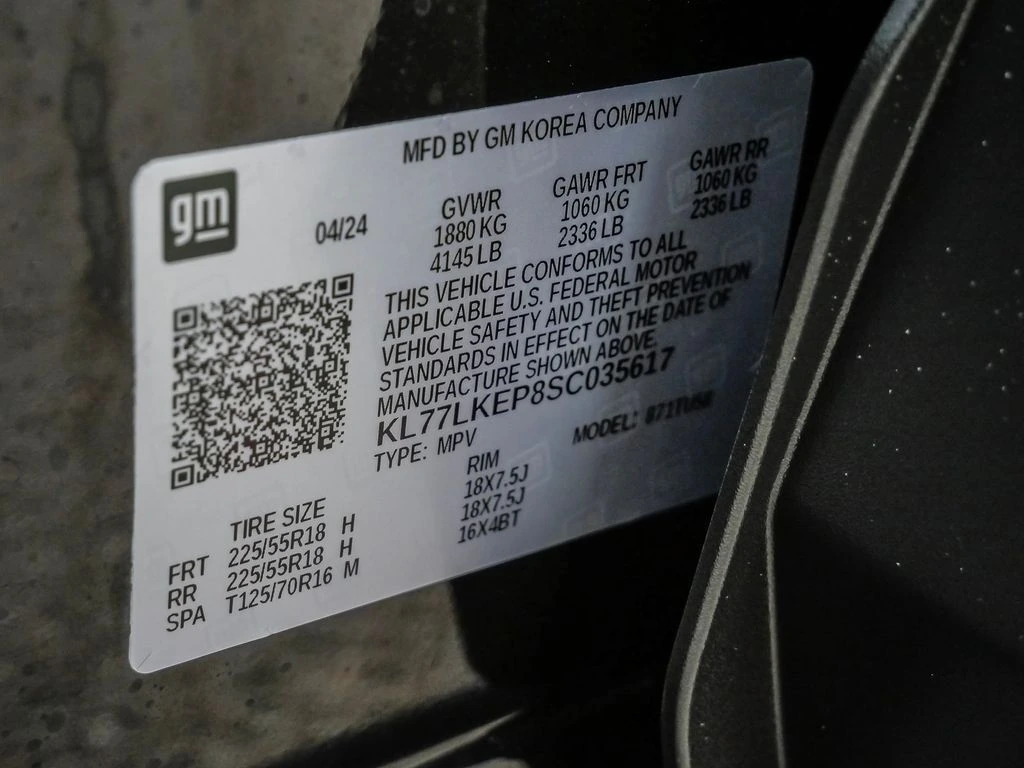 MFD BY GM KOREA COMPANY
gm
04/24
GVWR GAWR FRT GAWR RR
1880 KG 1060 KG 1060 KG
4145 LB 2336 LB 2336 LB
THIS VEHICLE CONFORMS TO ALL
APPLICABLE U.S. FEDERAL MOTOR
VEHICLE SAFETY AND THEFT PREVENTION
STANDARDS IN EFFECT ON THE DATE OF
MANUFACTURE SHOWN ABOVE.
KL77LKEP8SC035617
TYPE: MPV MODEL:
TIRE SIZE RIM
FRT 225/55R18 H 18X7.5J
RR 225/55R18 H 18X7.5J
SPA T125/70R16 M 16X4BT